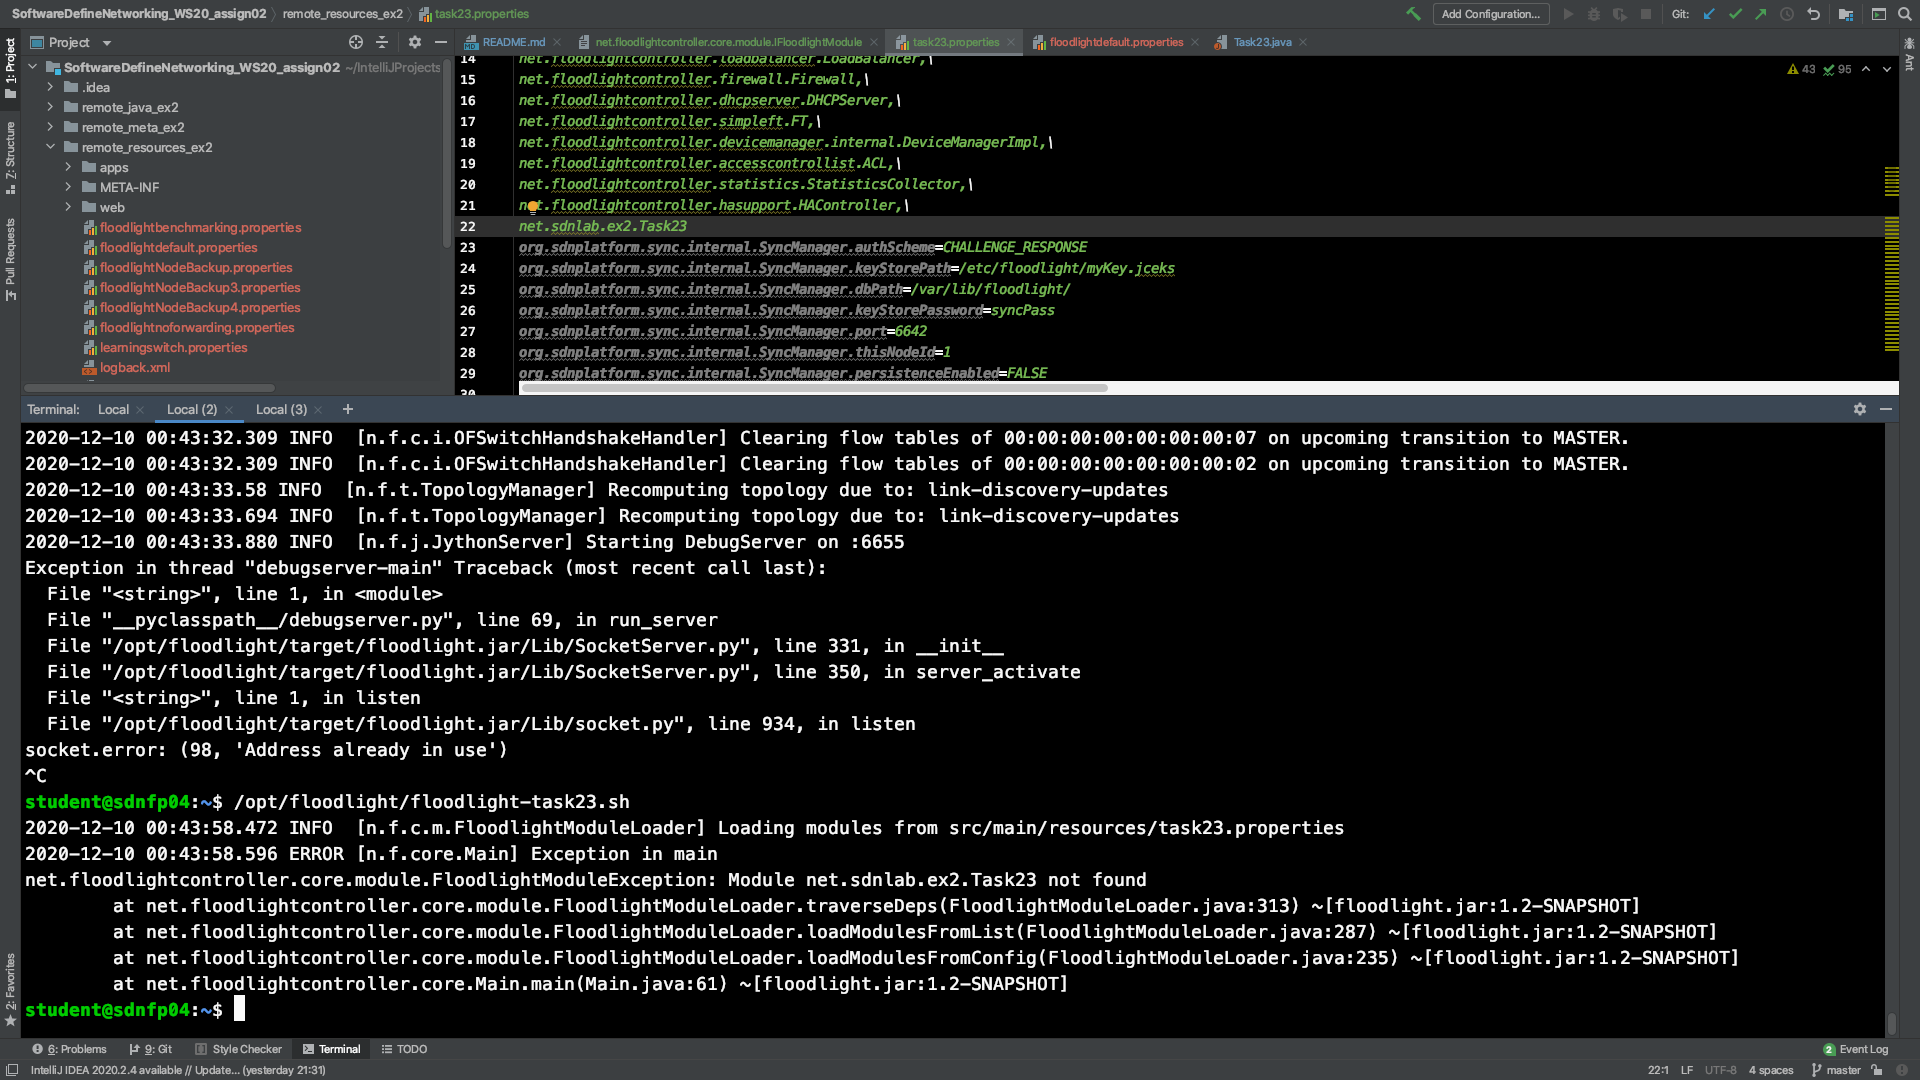 SoftwareDefineNetworking_WS20_assign02 remote_resources_ex2 task23.properties
Add Configuration...
Git:
1: Project
Z: Structure
Pull Requests
2: Favorites
Ant
Project
SoftwareDefineNetworking_WS20_assign02 ~/IntelliJProjects
.idea
remote_java_ex2
remote_meta_ex2
remote_resources_ex2
apps
META-INF
web
floodlightbenchmarking.properties
floodlightdefault.properties
floodlightNodeBackup.properties
floodlightNodeBackup3.properties
floodlightNodeBackup4.properties
floodlightnoforwarding.properties
learningswitch.properties
logback.xml
README.md net.floodlightcontroller.core.module.IFloodlightModule task23.properties floodlightdefault.properties Task23.java
43 95
14 net.floodlightcontroller.loadbalancer.LoadBalancer,\
15 net.floodlightcontroller.firewall.Firewall,\
16 net.floodlightcontroller.dhcpserver.DHCPServer,\
17 net.floodlightcontroller.simpleft.FT,\
18 net.floodlightcontroller.devicemanager.internal.DeviceManagerImpl,\
19 net.floodlightcontroller.accesscontrollist.ACL,\
20 net.floodlightcontroller.statistics.StatisticsCollector,\
21 net.floodlightcontroller.hasupport.HAController,\
22 net.sdnlab.ex2.Task23
23 org.sdnplatform.sync.internal.SyncManager.authScheme=CHALLENGE_RESPONSE
24 org.sdnplatform.sync.internal.SyncManager.keyStorePath=/etc/floodlight/myKey.jceks
25 org.sdnplatform.sync.internal.SyncManager.dbPath=/var/lib/floodlight/
26 org.sdnplatform.sync.internal.SyncManager.keyStorePassword=syncPass
27 org.sdnplatform.sync.internal.SyncManager.port=6642
28 org.sdnplatform.sync.internal.SyncManager.thisNodeId=1
29 org.sdnplatform.sync.internal.SyncManager.persistenceEnabled=FALSE
30
Terminal: Local Local (2) Local (3) +
2020-12-10 00:43:32.309 INFO [n.f.c.i.OFSwitchHandshakeHandler] Clearing flow tables of 00:00:00:00:00:00:00:07 on upcoming transition to MASTER.
2020-12-10 00:43:32.309 INFO [n.f.c.i.OFSwitchHandshakeHandler] Clearing flow tables of 00:00:00:00:00:00:00:02 on upcoming transition to MASTER.
2020-12-10 00:43:33.58 INFO [n.f.t.TopologyManager] Recomputing topology due to: link-discovery-updates
2020-12-10 00:43:33.694 INFO [n.f.t.TopologyManager] Recomputing topology due to: link-discovery-updates
2020-12-10 00:43:33.880 INFO [n.f.j.JythonServer] Starting DebugServer on :6655
Exception in thread "debugserver-main" Traceback (most recent call last):
File "<string>", line 1, in <module>
File "__pyclasspath__/debugserver.py", line 69, in run_server
File "/opt/floodlight/target/floodlight.jar/Lib/SocketServer.py", line 331, in __init__
File "/opt/floodlight/target/floodlight.jar/Lib/SocketServer.py", line 350, in server_activate
File "<string>", line 1, in listen
File "/opt/floodlight/target/floodlight.jar/Lib/socket.py", line 934, in listen
socket.error: (98, 'Address already in use')
^C
student@sdnfp04:~$ /opt/floodlight/floodlight-task23.sh
2020-12-10 00:43:58.472 INFO [n.f.c.m.FloodlightModuleLoader] Loading modules from src/main/resources/task23.properties
2020-12-10 00:43:58.596 ERROR [n.f.core.Main] Exception in main
net.floodlightcontroller.core.module.FloodlightModuleException: Module net.sdnlab.ex2.Task23 not found
at net.floodlightcontroller.core.module.FloodlightModuleLoader.traverseDeps(FloodlightModuleLoader.java:313) ~[floodlight.jar:1.2-SNAPSHOT]
at net.floodlightcontroller.core.module.FloodlightModuleLoader.loadModulesFromList(FloodlightModuleLoader.java:287) ~[floodlight.jar:1.2-SNAPSHOT]
at net.floodlightcontroller.core.module.FloodlightModuleLoader.loadModulesFromConfig(FloodlightModuleLoader.java:235) ~[floodlight.jar:1.2-SNAPSHOT]
at net.floodlightcontroller.core.Main.main(Main.java:61) ~[floodlight.jar:1.2-SNAPSHOT]
student@sdnfp04:~$
6: Problems 9: Git Style Checker Terminal TODO 2 Event Log
IntelliJ IDEA 2020.2.4 available // Update... (yesterday 21:31) 22:1 LF UTF-8 4 spaces master